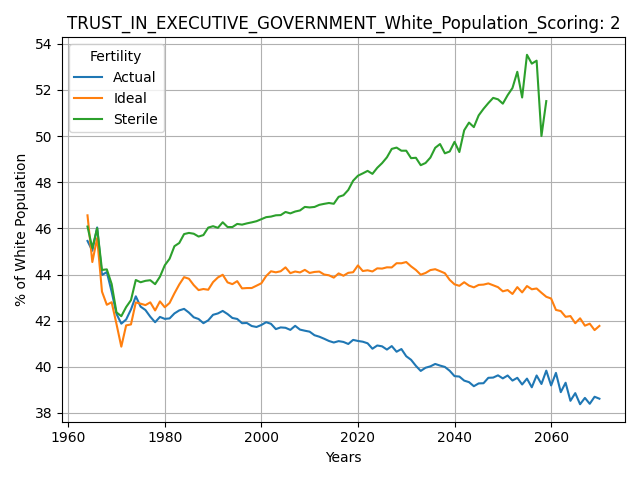 TRUST_IN_EXECUTIVE_GOVERNMENT_White_Population_Scoring: 2
Fertility
Actual
Ideal
Sterile
% of White Population
54
52
50
48
46
44
42
40
38
1960 1980 2000 2020 2040 2060
Years